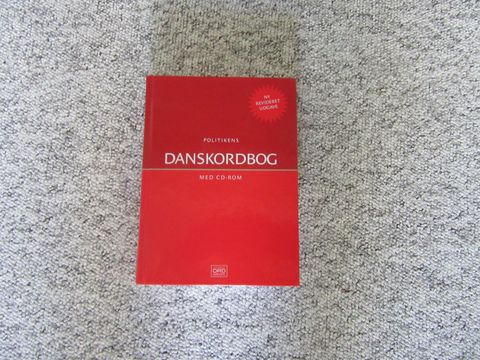 NY
REVIDERET
UDGAVE
POLITIKENS
DANSKORDBOG
MED CD-ROM
ORD